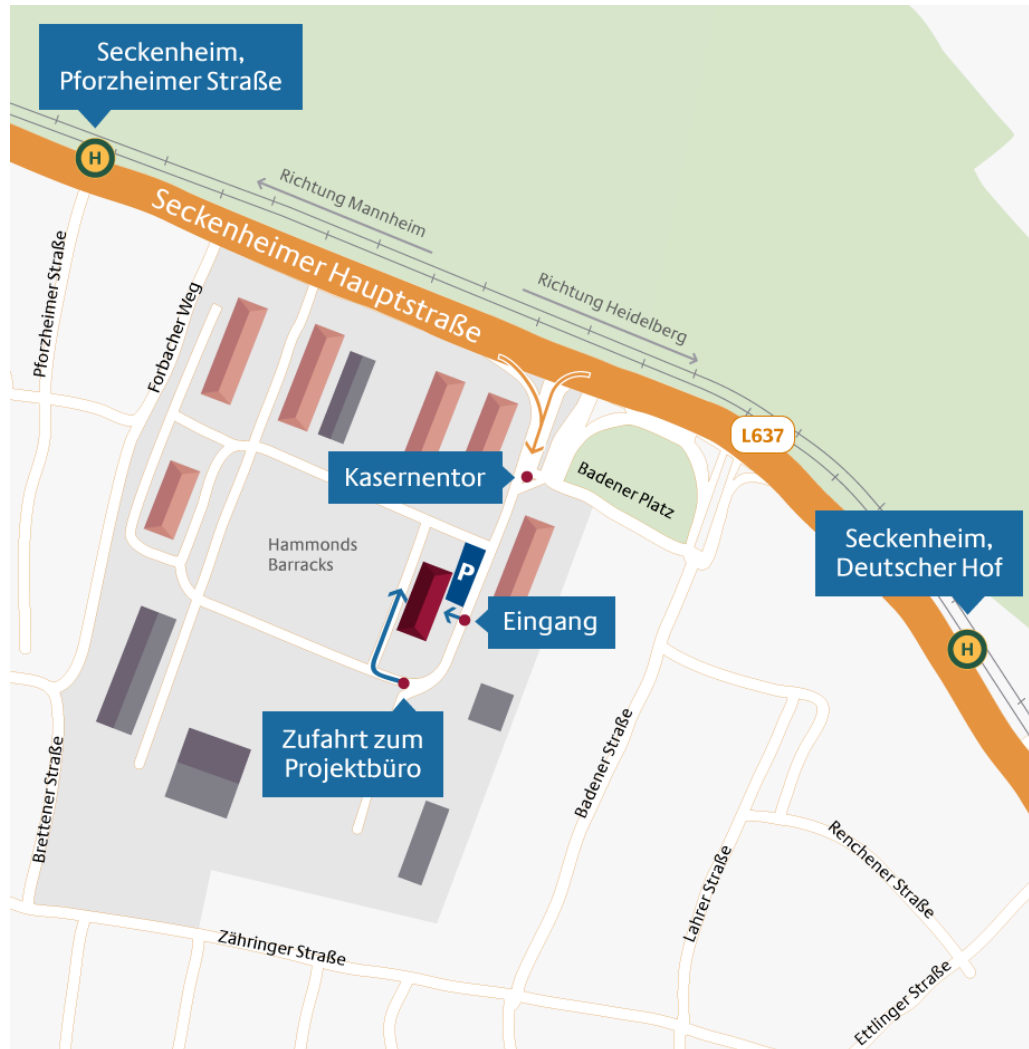 Seckenheim,
Pforzheimer Straße
H
Richtung Mannheim
Seckenheimer Hauptstraße
Richtung Heidelberg
Pforzheimer Straße
Forbacher Weg
L637
Kasernentor
Badener Platz
Hammonds
Barracks
P
Eingang
Seckenheim,
Deutscher Hof
H
Zufahrt zum
Projektbüro
Brettener Straße
Badener Straße
Lahrer Straße
Renchener Straße
Zähringer Straße
Ettlinger Straße